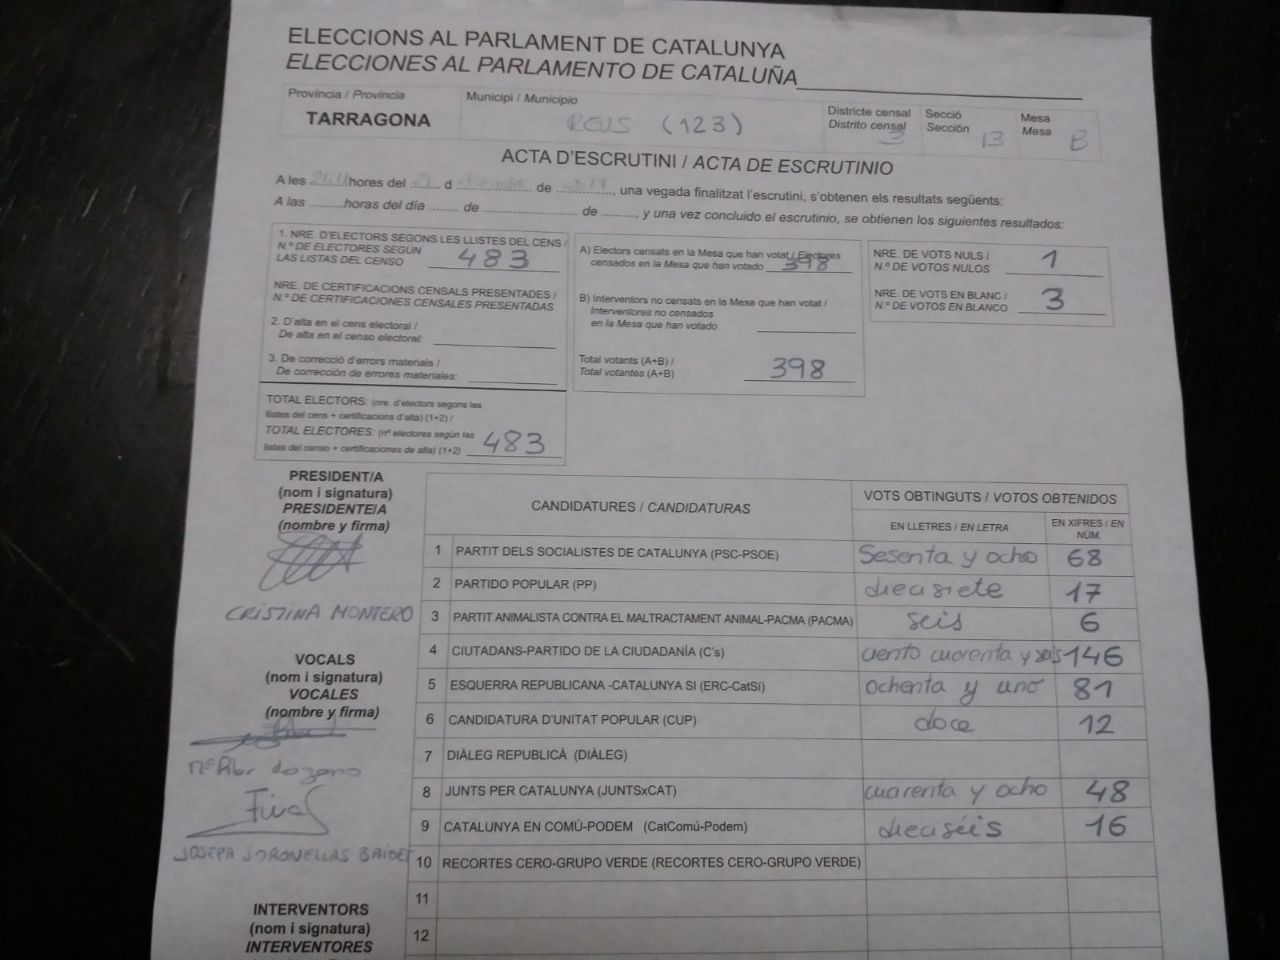 ELECCIONS AL PARLAMENT DE CATALUNYA
ELECCIONES AL PARLAMENTO DE CATALUÑA
Provincia / Provincia
TARRAGONA
Municipi / Municipio
REUS (123)
Districte censal
Distrito censal
3
Secció
Sección
13
Mesa
Mesa
B
ACTA D'ESCRUTINI / ACTA DE ESCRUTINIO
A les hores del d de 2017, una vegada finalitzat l'escrutini, s'obtenen els resultats següents:
A las ..........horas del día ........ de ......................... de .........., y una vez concluido el escrutinio, se obtienen los siguientes resultados:
1. NRE. D'ELECTORS SEGONS LES LLISTES DEL CENS /
N.º DE ELECTORES SEGÚN
LAS LISTAS DEL CENSO 483
NRE. DE CERTIFICACIONS CENSALS PRESENTADES /
N.º DE CERTIFICACIONES CENSALES PRESENTADAS
2. D'alta en el cens electoral /
De alta en el censo electoral:
3. De correcció d'errors materials /
De corrección de errores materiales:
TOTAL ELECTORS: (nre. d'electors segons les
llistes del cens + certificacions d'alta) (1+2) /
TOTAL ELECTORES: (nº electores según las
listas del censo + certificaciones de alta) (1+2) 483
A) Electors censats en la Mesa que han votat / Electores
censados en la Mesa que han votado 398
B) Interventors no censats en la Mesa que han votat /
Interventores no censados
en la Mesa que han votado
Total votants (A+B) /
Total votantes (A+B) 398
NRE. DE VOTS NULS /
N.º DE VOTOS NULOS 1
NRE. DE VOTS EN BLANC /
N.º DE VOTOS EN BLANCO 3
PRESIDENT/A
(nom i signatura)
PRESIDENTE/A
(nombre y firma)
CRISTINA MONTERO
VOCALS
(nom i signatura)
VOCALES
(nombre y firma)
JOSEPA
INTERVENTORS
(nom i signatura)
INTERVENTORES
CANDIDATURES / CANDIDATURAS
VOTS OBTINGUTS / VOTOS OBTENIDOS
EN LLETRES / EN LETRA
EN XIFRES / EN
NÚM.
1 PARTIT DELS SOCIALISTES DE CATALUNYA (PSC-PSOE) Sesenta y ocho 68
2 PARTIDO POPULAR (PP) diecisiete 17
3 PARTIT ANIMALISTA CONTRA EL MALTRACTAMENT ANIMAL-PACMA (PACMA) seis 6
4 CIUTADANS-PARTIDO DE LA CIUDADANÍA (C's) ciento cuarenta y seis 146
5 ESQUERRA REPUBLICANA -CATALUNYA SI (ERC-CatSí) Ochenta y uno 81
6 CANDIDATURA D'UNITAT POPULAR (CUP) doce 12
7 DIÀLEG REPUBLICÀ (DIÀLEG)
8 JUNTS PER CATALUNYA (JUNTSxCAT) cuarenta y ocho 48
9 CATALUNYA EN COMÚ-PODEM (CatComú-Podem) dieciséis 16
10 RECORTES CERO-GRUPO VERDE (RECORTES CERO-GRUPO VERDE)
11
12